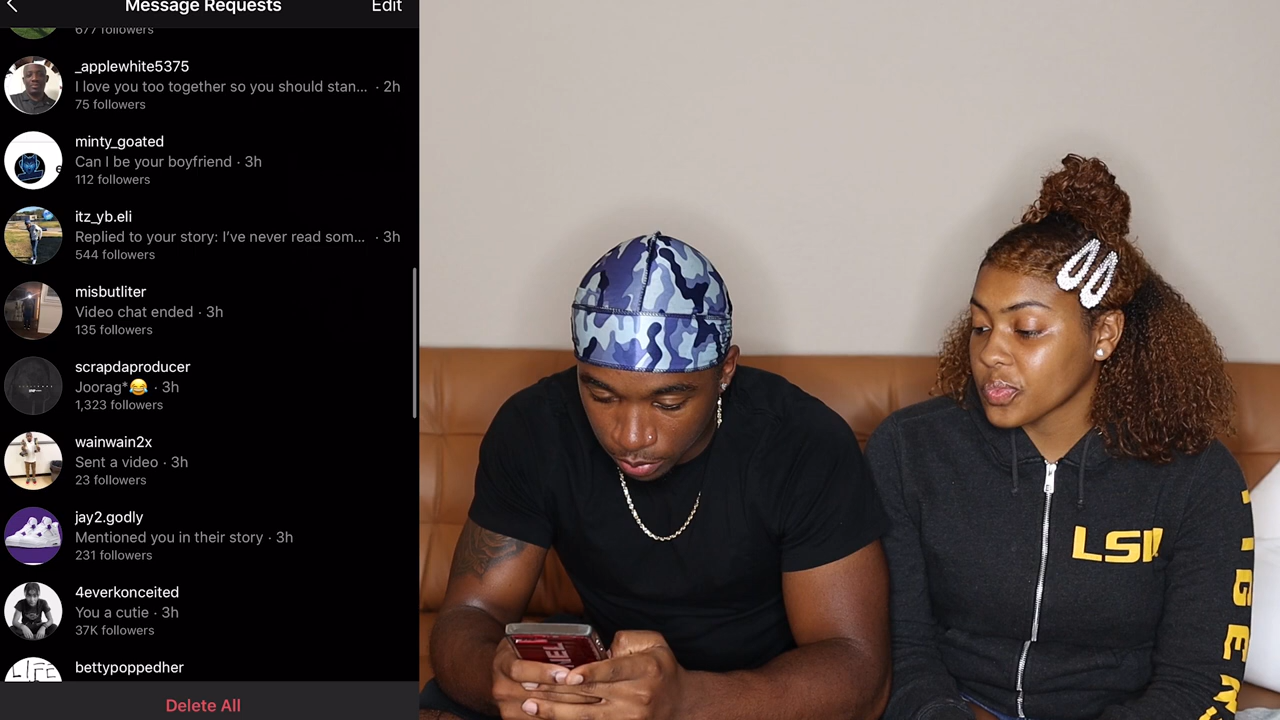 Message Requests
Edit
677 followers
_applewhite5375
I love you too together so you should stan... · 2h
75 followers
minty_goated
Can I be your boyfriend · 3h
112 followers
itz_yb.eli
Replied to your story: I've never read som... · 3h
544 followers
misbutliter
Video chat ended · 3h
135 followers
scrapdaproducer
Joorag*😂 · 3h
1,323 followers
wainwain2x
Sent a video · 3h
23 followers
jay2.godly
Mentioned you in their story · 3h
231 followers
4everkonceited
You a cutie · 3h
37K followers
bettypoppedher
Delete All
LSU